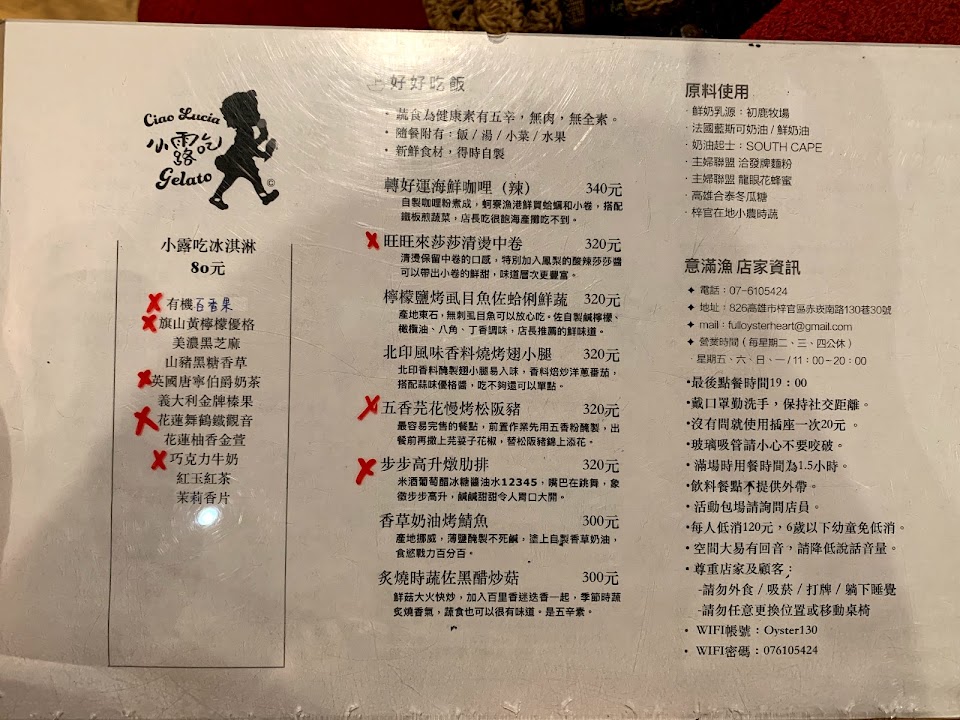 Ciao Lucia
小露吃
Gelato
©
小露吃冰淇淋
80元
有機百香果
旗山黃檸檬優格
美濃黑芝麻
山豬黑糖香草
英國唐寧伯爵奶茶
義大利金牌榛果
花蓮舞鶴鐵觀音
花蓮柚香金萱
巧克力牛奶
紅玉紅茶
茉莉香片
好好吃飯
・蔬食為健康素有五辛，無肉，無全素。
・隨餐附有：飯 / 湯 / 小菜 / 水果
・新鮮食材，得時自製
轉好運海鮮咖哩（辣） 340元
自製咖哩粉煮成，蚵寮漁港鮮買蛤蠣和小卷，搭配
鐵板煎蔬菜，店長吃很飽海產攤吃不到。
旺旺來莎莎清燙中卷 320元
清燙保留中卷的口感，特別加入鳳梨的酸辣莎莎醬
可以帶出小卷的鮮甜，味道層次更豐富。
檸檬鹽烤虱目魚佐蛤俐鮮蔬 320元
產地東石，無刺虱目魚可以放心吃。佐自製鹹檸檬、
橄欖油、八角、丁香調味，店長推薦的鮮味道。
北印風味香料燒烤翅小腿 320元
北印香料醃製翅小腿易入味，香料焙炒洋蔥番茄，
搭配蒜味優格醬，吃不夠還可以單點。
五香芫花慢烤松阪豬 320元
最容易完售的餐點，前置作業先用五香粉醃製，出
餐前再撒上芫荽子花椒，替松阪豬錦上添花。
步步高升燉肋排 320元
米酒葡萄醋冰糖醬油水12345，嘴巴在跳舞，象
徵步步高升，鹹鹹甜甜令人胃口大開。
香草奶油烤鯖魚 300元
產地挪威，薄鹽醃製不死鹹，塗上自製香草奶油，
食慾戰力百分百。
炙燒時蔬佐黑醋炒菇 300元
鮮菇大火快炒，加入百里香迷迭香一起，季節時蔬
炙燒香氣，蔬食也可以很有味道。是五辛素。
原料使用
・鮮奶乳源：初鹿牧場
・法國藍斯可奶油 / 鮮奶油
・奶油起士：SOUTH CAPE
・主婦聯盟 洽發牌麵粉
・主婦聯盟 龍眼花蜂蜜
・高雄合泰冬瓜糖
・梓官在地小農時蔬
意滿漁 店家資訊
✦ 電話：07-6105424
✦ 地址：826高雄市梓官區赤崁南路130巷30號
✦ mail：fulloysterheart@gmail.com
✦ 營業時間（每星期二、三、四公休）
・星期五、六、日、一 / 11：00~20：00
・最後點餐時間19：00
・戴口罩勤洗手，保持社交距離。
・沒有問就使用插座一次20元 。
・玻璃吸管請小心不要咬破。
・滿場時用餐時間為1.5小時。
・飲料餐點不提供外帶。
・活動包場請詢問店員。
・每人低消120元，6歲以下幼童免低消。
・空間大易有回音，請降低說話音量。
・尊重店家及顧客：
-請勿外食 / 吸菸 / 打牌 / 躺下睡覺
-請勿任意更換位置或移動桌椅
・WIFI帳號：Oyster130
・WIFI密碼：076105424